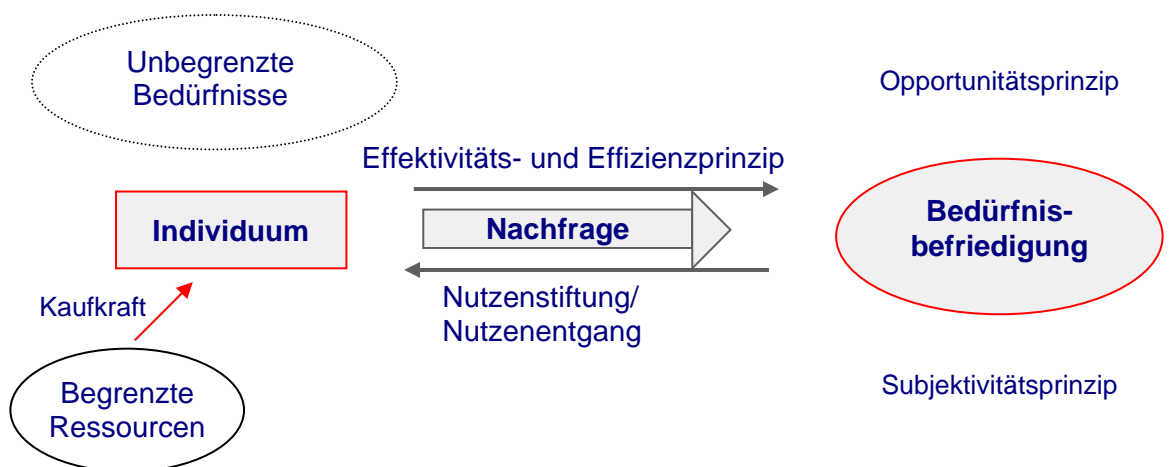 Unbegrenzte
Bedürfnisse
Opportunitätsprinzip
Effektivitäts- und Effizienzprinzip
Individuum
Nachfrage
Bedürfnis-
befriedigung
Kaufkraft
Nutzenstiftung/
Nutzenentgang
Begrenzte
Ressourcen
Subjektivitätsprinzip